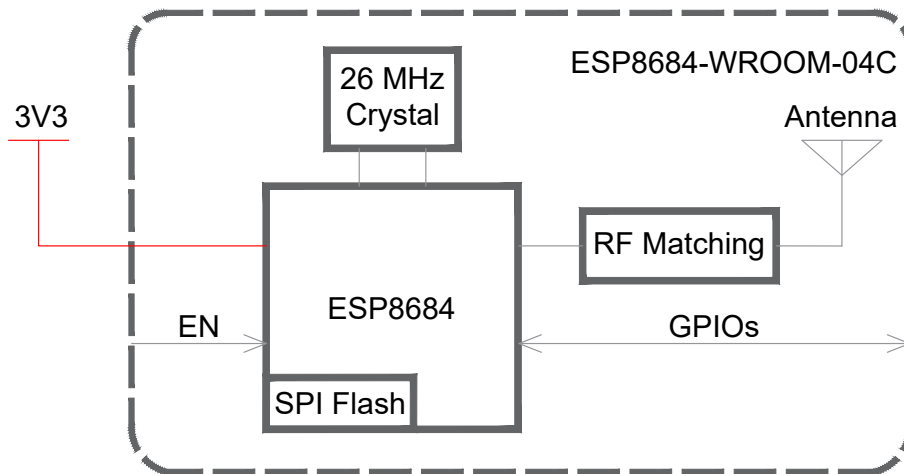 ESP8684-WROOM-04C
26 MHz
Crystal
3V3
Antenna
RF Matching
ESP8684
EN
GPIOs
SPI Flash